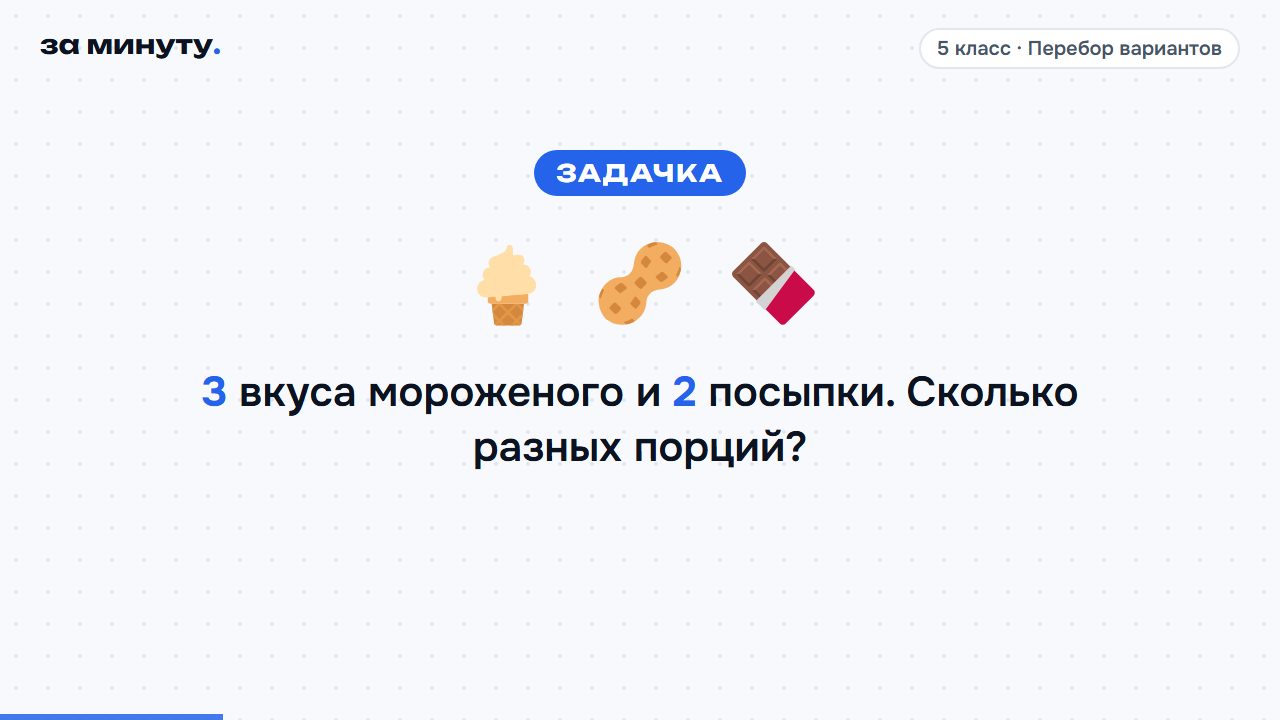 за минуту.
5 класс · Перебор вариантов
ЗАДАЧКА
3 вкуса мороженого и 2 посыпки. Сколько
разных порций?